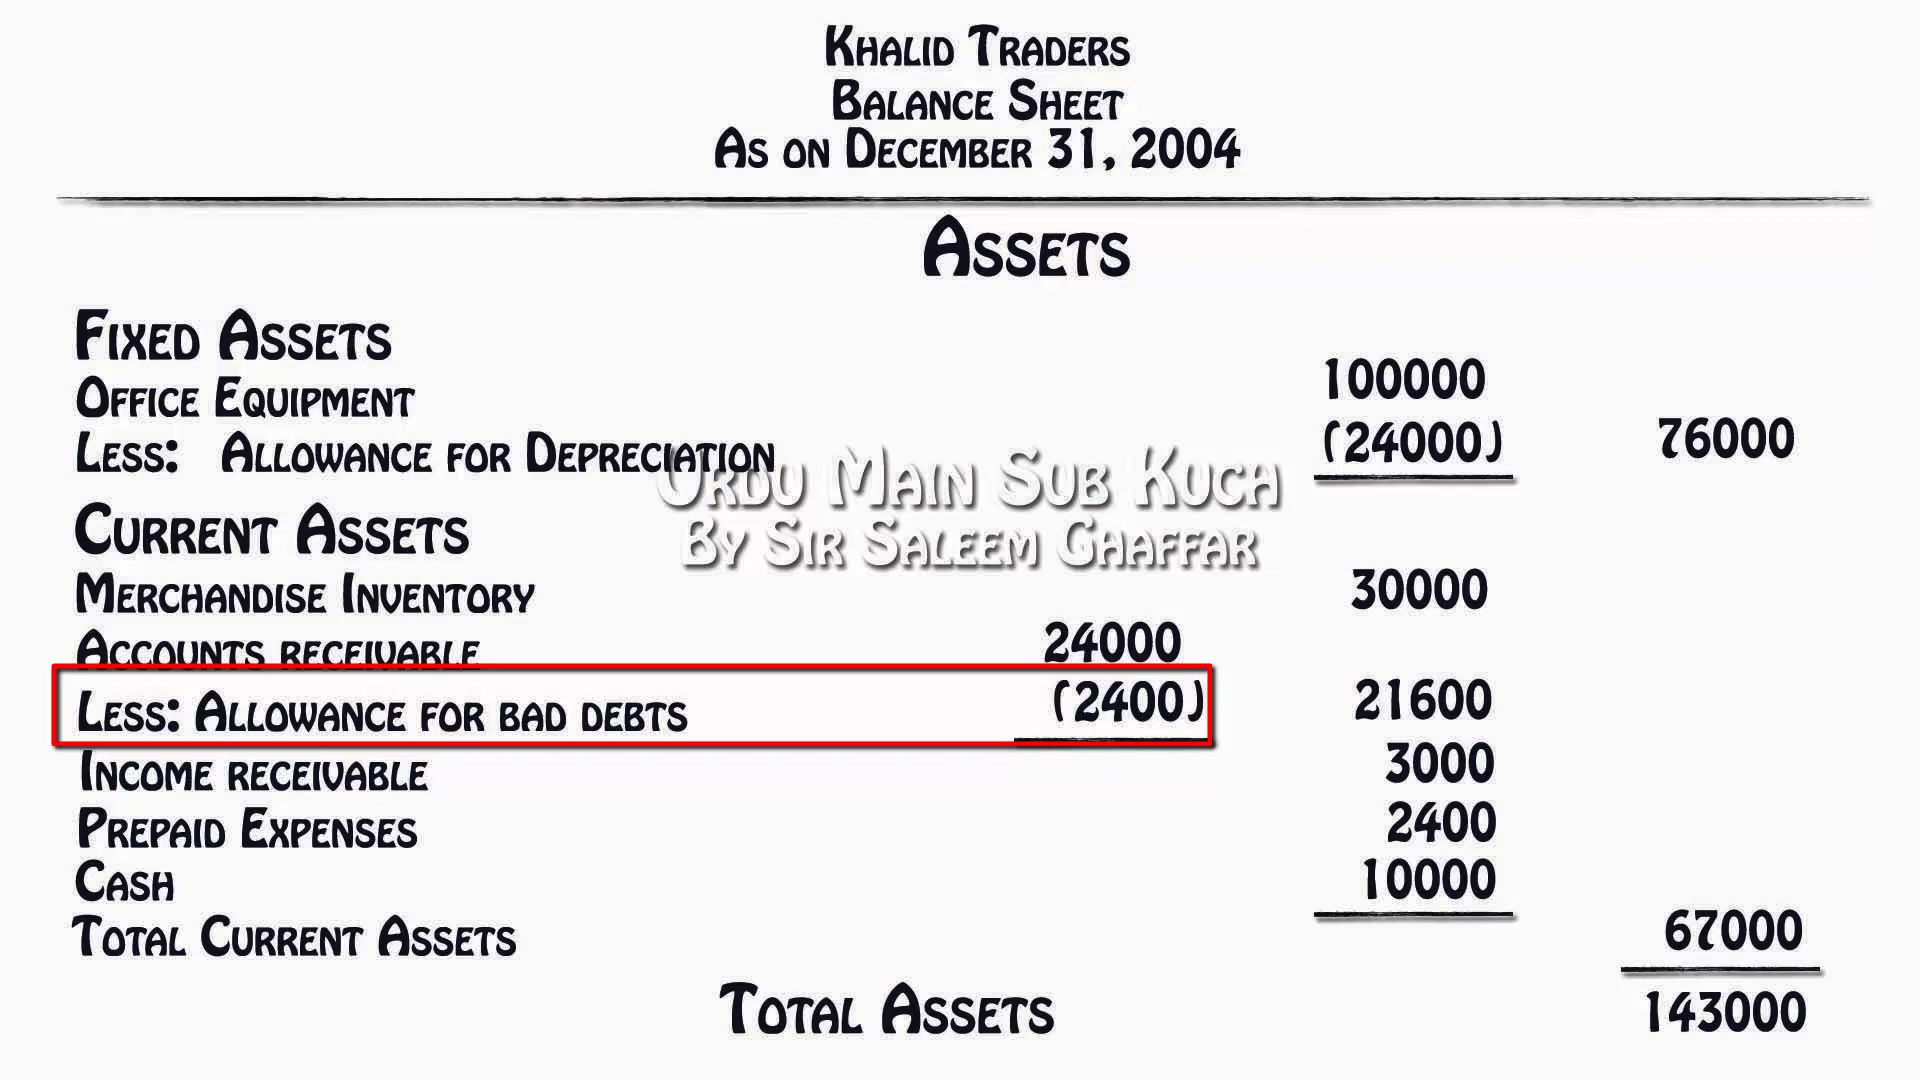 Khalid Traders
Balance Sheet
As on December 31, 2004
Assets
Fixed Assets
Office Equipment 100000
Less: Allowance for Depreciation (24000) 76000
Urdu Main Sub Kuch
By Sir Saleem Ghaffar
Current Assets
Merchandise Inventory 30000
Accounts receivable 24000
Less: Allowance for bad debts (2400) 21600
Income receivable 3000
Prepaid Expenses 2400
Cash 10000
Total Current Assets 67000
Total Assets 143000